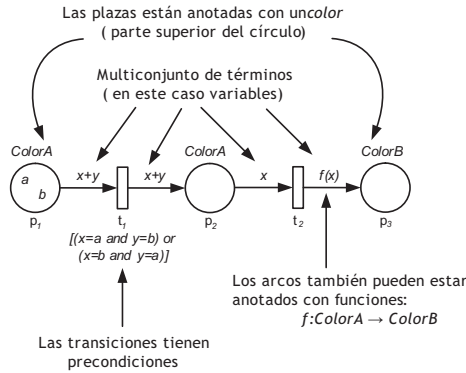 Las plazas están anotadas con un color
( parte superior del círculo)
Multiconjunto de términos
( en este caso variables)
ColorA
ColorA
ColorB
a
b
x+y
x+y
x
f(x)
p1
t1
p2
t2
p3
[(x=a and y=b) or
(x=b and y=a)]
Los arcos también pueden estar
anotados con funciones:
f:ColorA → ColorB
Las transiciones tienen
precondiciones